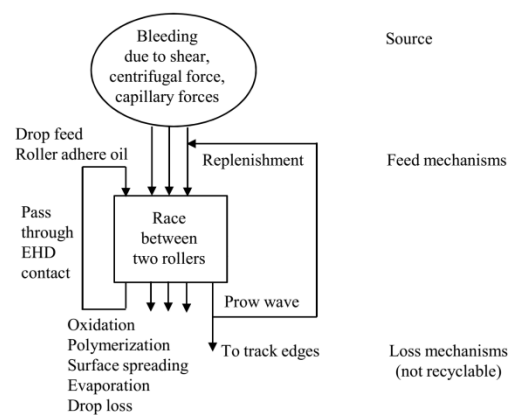 Bleeding
due to shear,
centrifugal force,
capillary forces
Source
Drop feed
Roller adhere oil
Replenishment
Feed mechanisms
Pass
through
EHD
contact
Race
between
two rollers
Prow wave
Oxidation
Polymerization
Surface spreading
Evaporation
Drop loss
To track edges
Loss mechanisms
(not recyclable)